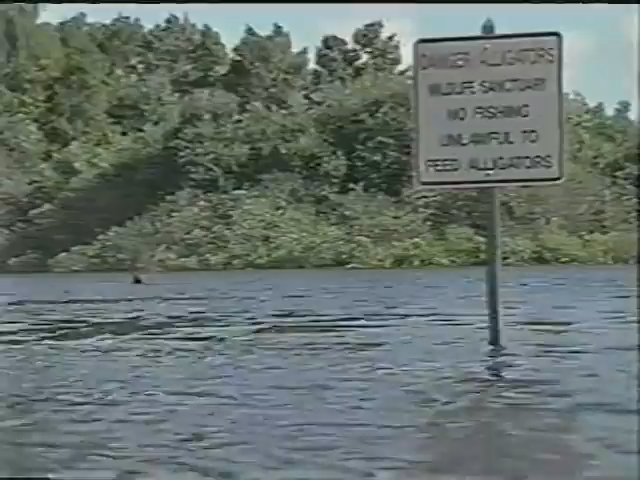 DANGER ALLIGATORS
WILDLIFE SANCTUARY
NO FISHING
UNLAWFUL TO
FEED ALLIGATORS